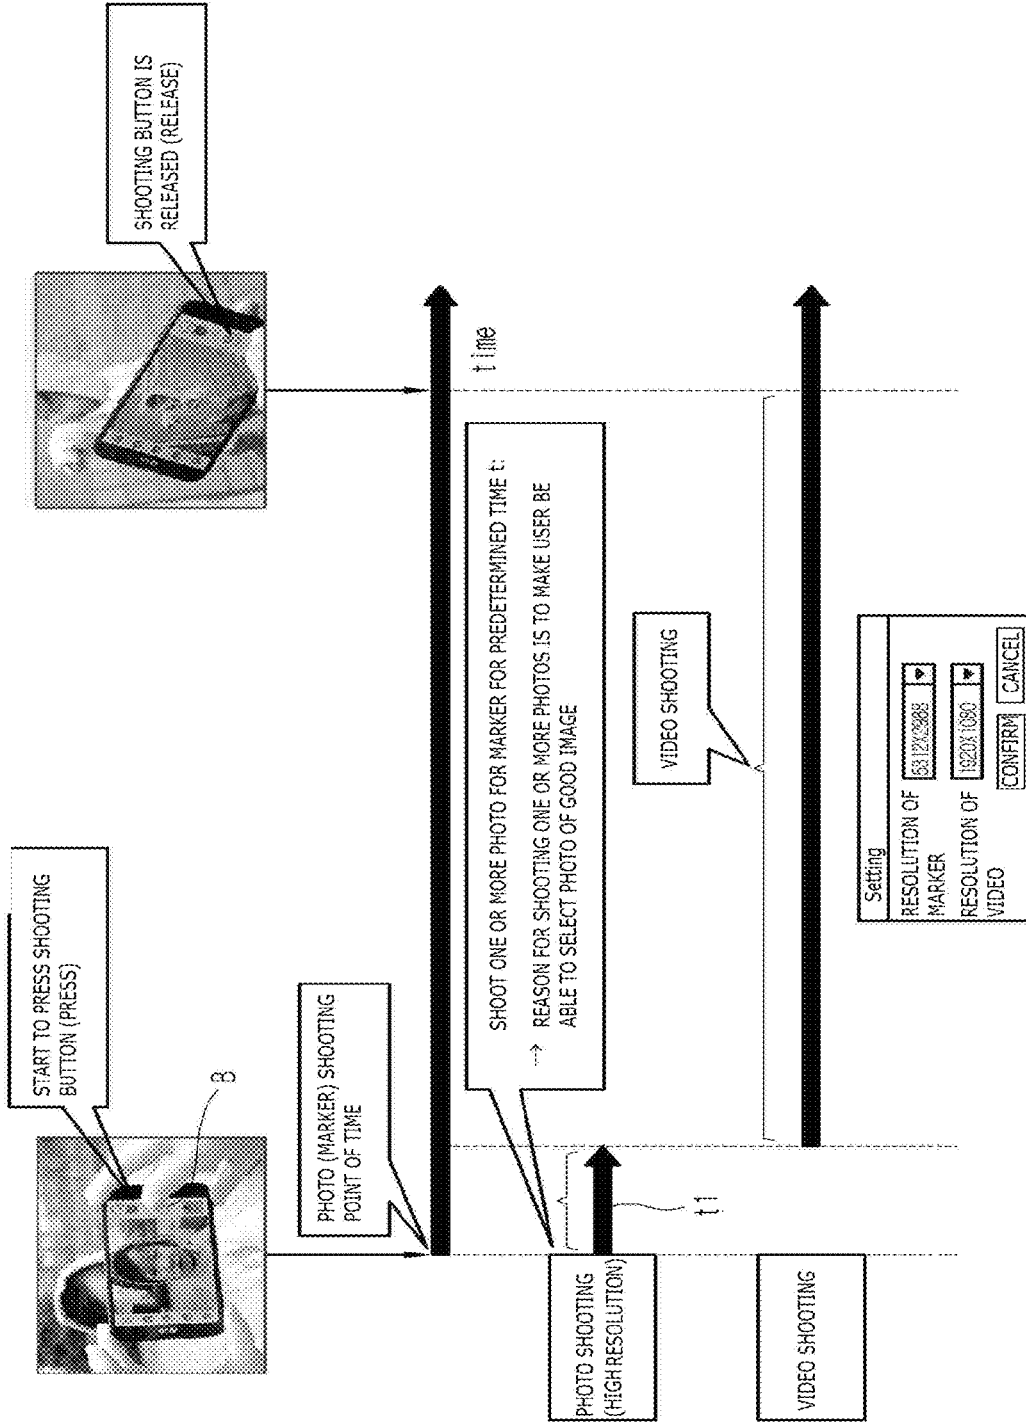 START TO PRESS SHOOTING
BUTTON (PRESS)
B
SHOOTING BUTTON IS
RELEASED (RELEASE)
PHOTO (MARKER) SHOOTING
POINT OF TIME
time
SHOOT ONE OR MORE PHOTO FOR MARKER FOR PREDETERMINED TIME t:
→ REASON FOR SHOOTING ONE OR MORE PHOTOS IS TO MAKE USER BE
ABLE TO SELECT PHOTO OF GOOD IMAGE
PHOTO SHOOTING
(HIGH RESOLUTION)
t1
VIDEO SHOOTING
VIDEO SHOOTING
Setting
RESOLUTION OF
MARKER
RESOLUTION OF
VIDEO
1920X1080
CONFIRM
CANCEL